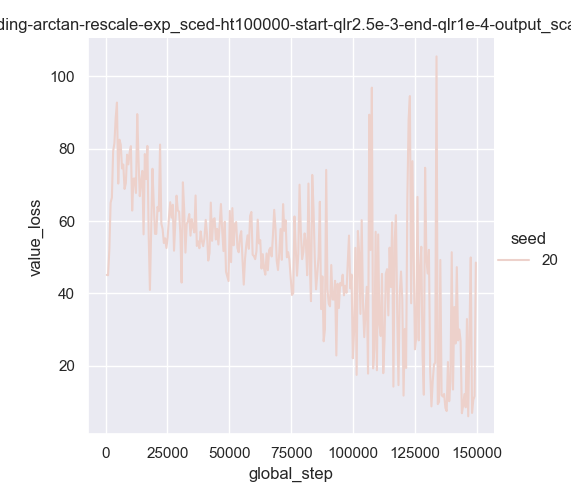 ding-arctan-rescale-exp_sced-ht100000-start-qlr2.5e-3-end-qlr1e-4-output_sca
100
80
60
40
20
value_loss
0 25000 50000 75000 100000 125000 150000
global_step
seed
20